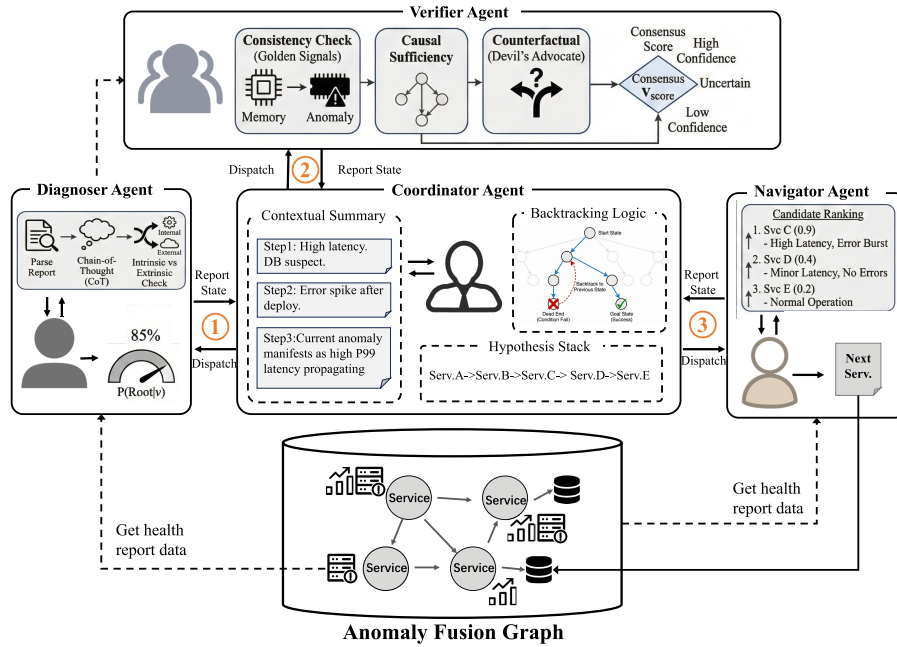 Verifier Agent
Consistency Check
(Golden Signals)
Memory
Anomaly
Causal
Sufficiency
Counterfactual
(Devil's Advocate)
?
Consensus
Score
High
Confidence
Consensus
Vscore
Uncertain
Low
Confidence
Dispatch
2
Report State
Diagnoser Agent
Parse
Report
Chain-of-
Thought
(CoT)
Internal
External
Intrinsic vs
Extrinsic
Check
85%
P(Root|v)
Report
State
1
Dispatch
Coordinator Agent
Contextual Summary
Step1: High latency.
DB suspect.
Step2: Error spike after
deploy.
Step3:Current anomaly
manifests as high P99
latency propagating
Backtracking Logic
Start State
Backtrack to
Previous State
Dead End
(Condition Fail)
Goal State
(Success)
Hypothesis Stack
Serv.A->Serv.B->Serv.C-> Serv.D->Serv.E
Report
State
3
Dispatch
Navigator Agent
Candidate Ranking
1. Svc C (0.9)
- High Latency, Error Burst
2. Svc D (0.4)
- Minor Latency, No Errors
3. Svc E (0.2)
- Normal Operation
Next
Serv.
Get health
report data
Service
Service
Service
Service
Get health
report data
Anomaly Fusion Graph